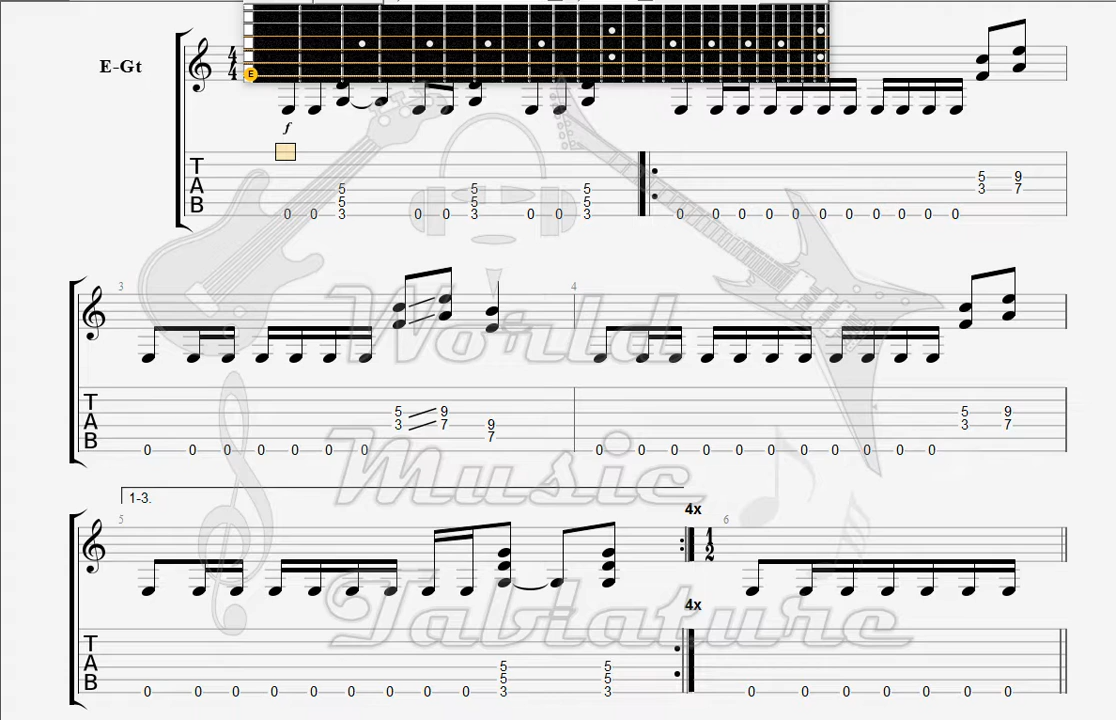 E-Gt
4
4
E
f
T
A
B
5 5 5
5 5 5
0 0 3 0 0 3 0 0 3
5 9
3 7
0 0 0 0 0 0 0 0 0 0
3 4
World
T
A
B
5 9 5 9
3 7 9 3 7
7
0 0 0 0 0 0 0 0 0 0 0 0 0 0 0 0 0
Music
1-3.
4x
5 6
1
2
Tablature
4x
T
A
B
5 5
5 5
0 0 0 0 0 0 0 0 0 3 3 0 0 0 0 0 0